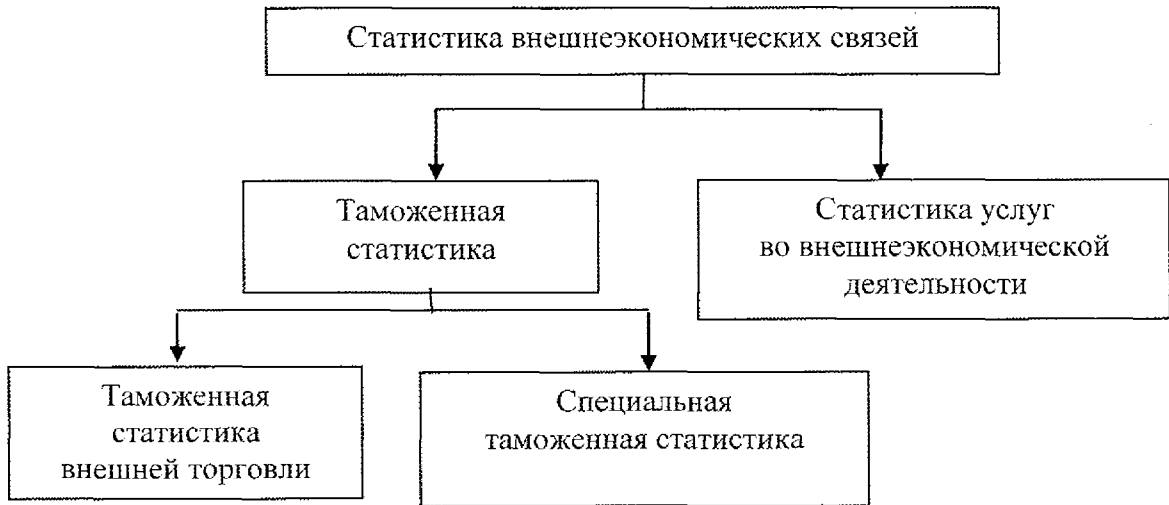 Статистика внешнеэкономических связей
Таможенная
статистика
Статистика услуг
во внешнеэкономической
деятельности
Таможенная
статистика
внешней торговли
Специальная
таможенная статистика